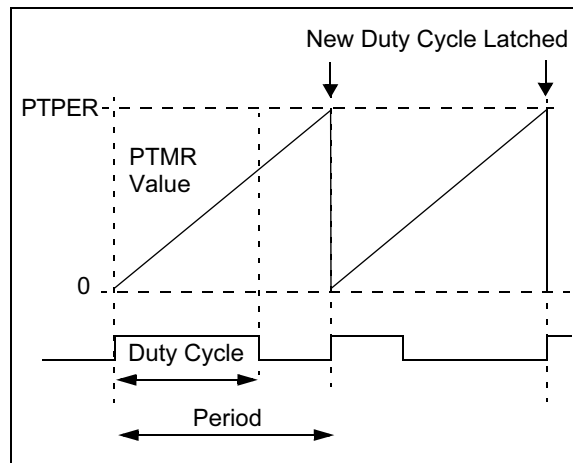 New Duty Cycle Latched
PTPER
PTMR
Value
0
Duty Cycle
Period